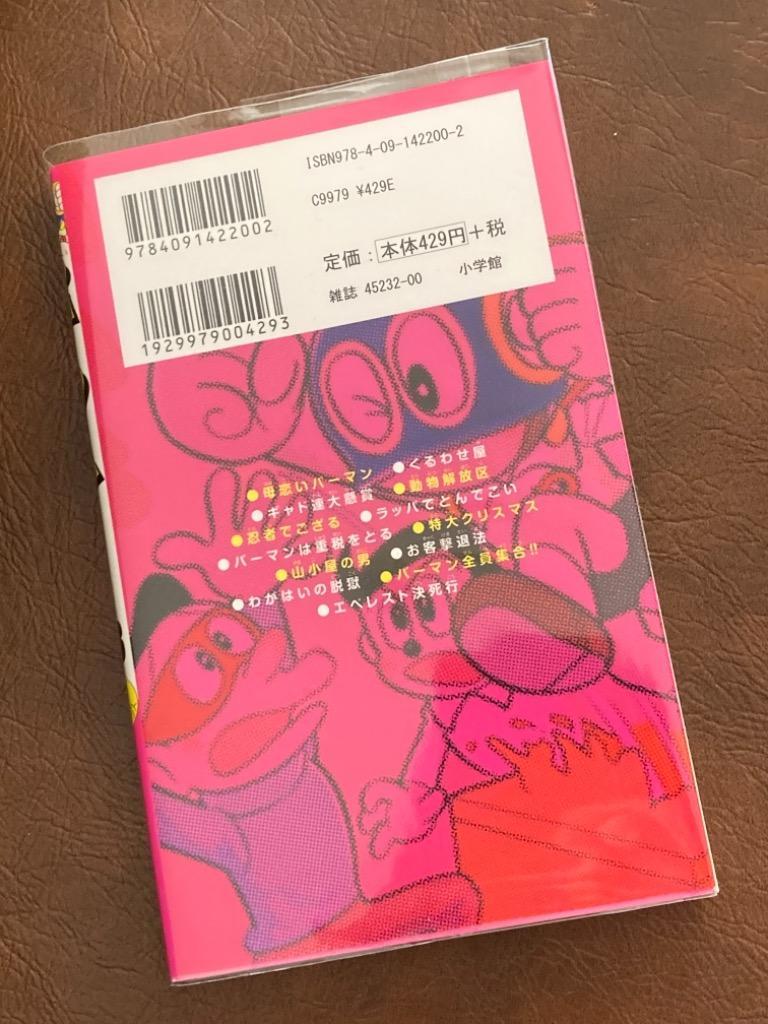 ISBN978-4-09-142200-2
C9979 ¥429E
9784091422002
定価：本体429円＋税
雑誌 45232-00 小学館
1929979004293
●母恋いパーマン ●くるわせ屋
●ギャド連大懸賞 ●動物解放区
●忍者でござる ●ラッパでとんでこい
●パーマンは重税をとる ●特大クリスマス
●山小屋の男 ●お客撃退法
●わがはいの脱獄 ●パーマン全員集合!!
●エベレスト決死行